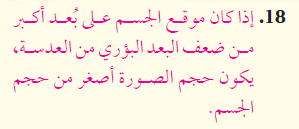 18. إذا كان موقع الجسم على بُعد أكبر
من ضعف البعد البؤري من العدسة،
يكون حجم الصورة أصغر من حجم
الجسم.